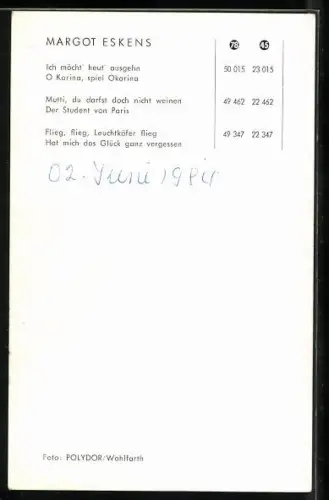 MARGOT ESKENS 78 45
Ich möcht' heut' ausgehn 50 015 23 015
O Karina, spiel Okarina
Mutti, du darfst doch nicht weinen 49 462 22 462
Der Student von Paris
Flieg, flieg, Leuchtkäfer flieg 49 347 22 347
Hat mich das Glück ganz vergessen
02. Juni 1984
Foto: POLYDOR/Wohlfarth